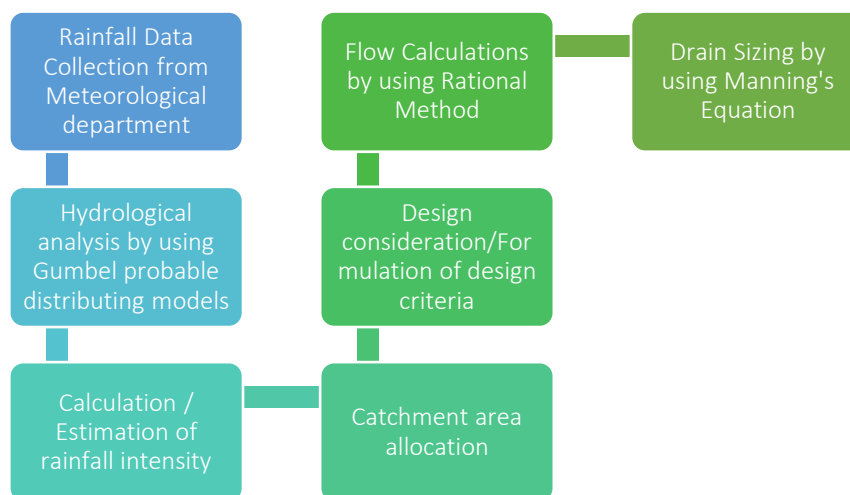 Rainfall Data
Collection from
Meteorological
department
Hydrological
analysis by using
Gumbel probable
distributing models
Calculation /
Estimation of
rainfall intensity
Catchment area
allocation
Design
consideration/For
mulation of design
criteria
Flow Calculations
by using Rational
Method
Drain Sizing by
using Manning's
Equation